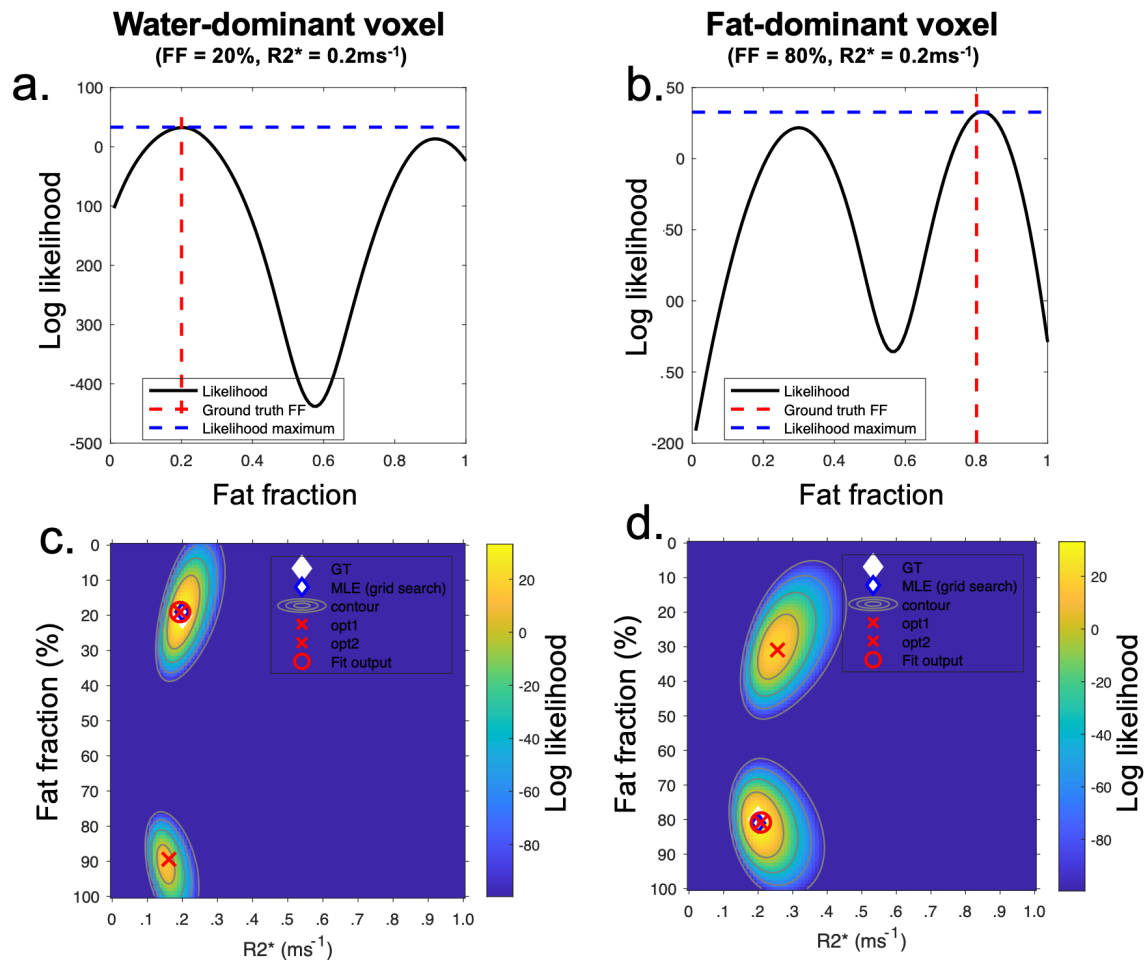 Water-dominant voxel
(FF = 20%, R2* = 0.2ms⁻¹)
Fat-dominant voxel
(FF = 80%, R2* = 0.2ms⁻¹)
a.
Log likelihood
100
0
100
200
300
-400
-500
Likelihood
Ground truth FF
Likelihood maximum
0
0.2
0.4
0.6
0.8
1
Fat fraction
b.
Log likelihood
50
0
-50
00
.50
-200
Likelihood
Ground truth FF
Likelihood maximum
0
0.2
0.4
0.6
0.8
1
Fat fraction
c.
Fat fraction (%)
0
10
20
30
40
50
60
70
80
90
100
GT
MLE (grid search)
contour
opt1
opt2
Fit output
0
.1
.2
.3
.4
0.5
.6
.7
.8
.9
1.0
R2* (ms⁻¹)
20
0
-20
-40
-60
-80
Log likelihood
d.
Fat fraction (%)
0
10
20
30
40
50
60
70
80
90
100
GT
MLE (grid search)
contour
opt1
opt2
Fit output
0
.1
.2
.3
.4
0.5
.6
.7
.8
.9
1.0
R2* (ms⁻¹)
20
0
-20
-40
-60
-80
Log likelihood